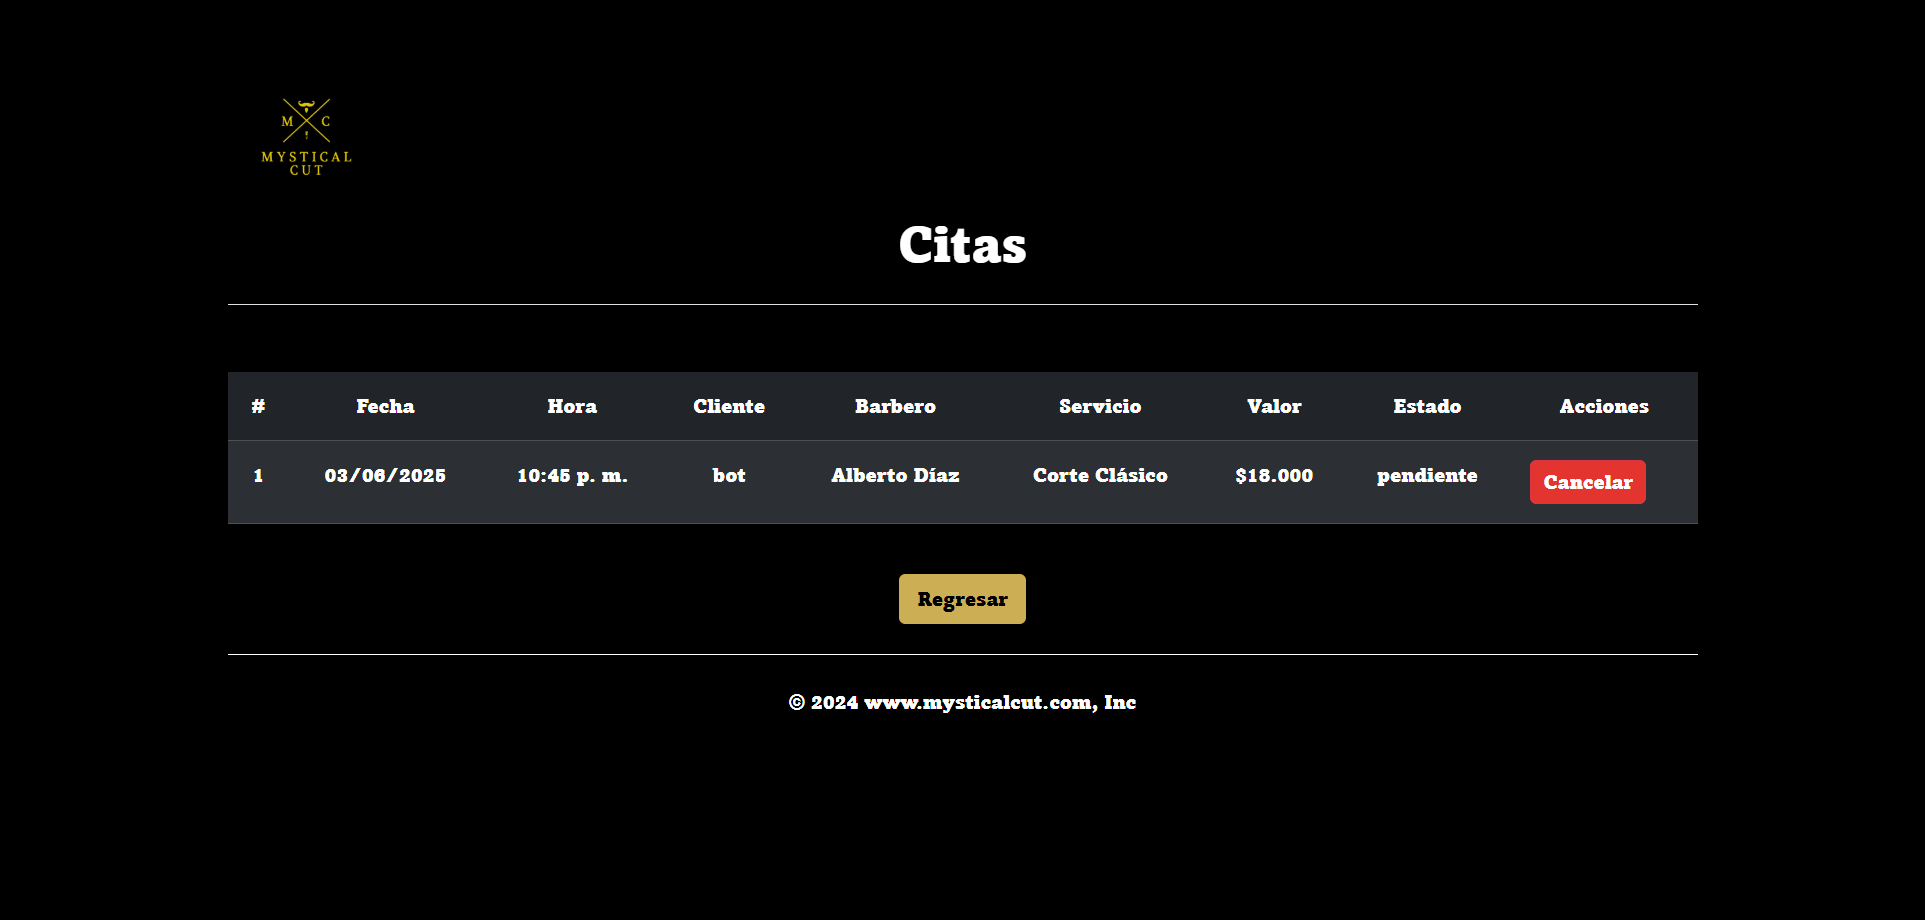 M C
MYSTICAL
CUT
Citas
# Fecha Hora Cliente Barbero Servicio Valor Estado Acciones
1 03/06/2025 10:45 p. m. bot Alberto Díaz Corte Clásico $18.000 pendiente Cancelar
Regresar
© 2024 www.mysticalcut.com, Inc